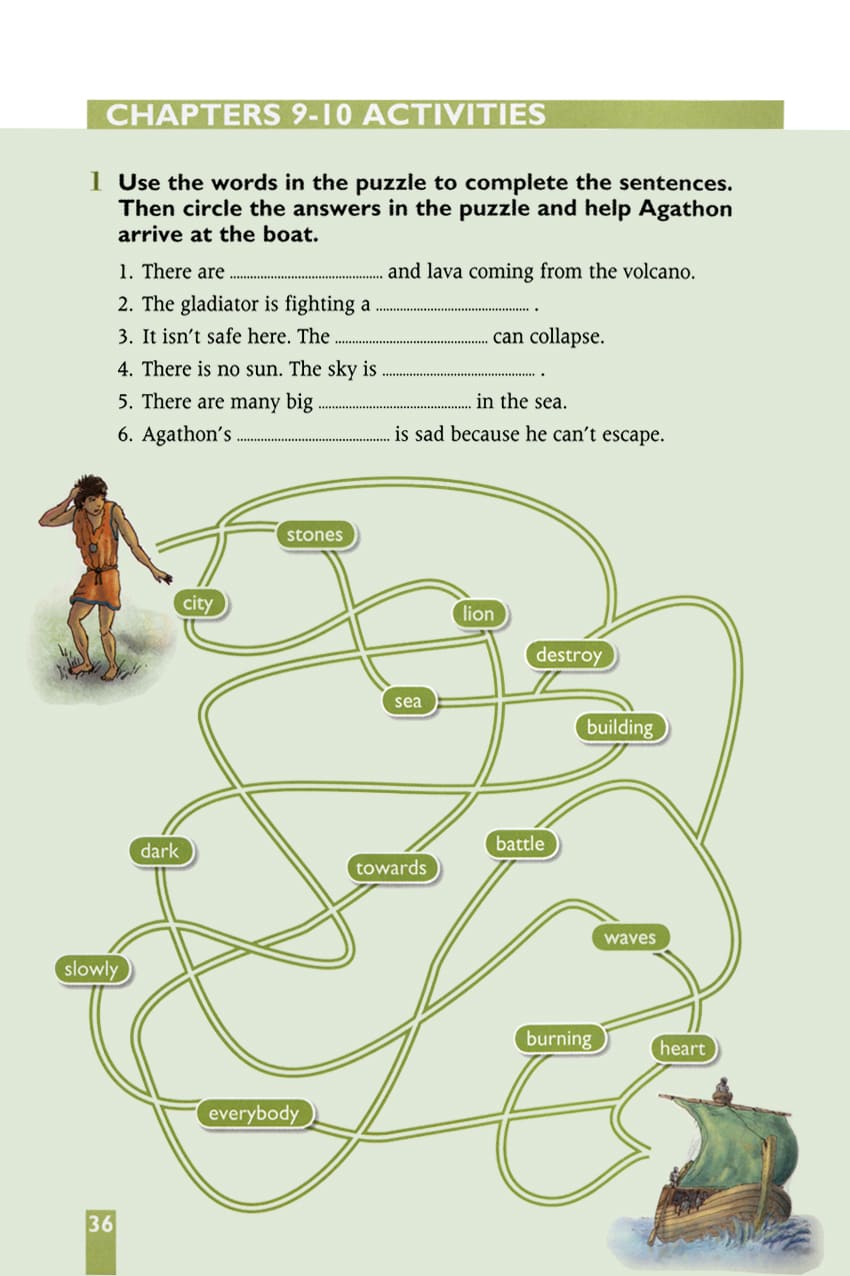 CHAPTERS 9-10 ACTIVITIES
1 Use the words in the puzzle to complete the sentences.
Then circle the answers in the puzzle and help Agathon
arrive at the boat.
1. There are ............................................. and lava coming from the volcano.
2. The gladiator is fighting a ............................................. .
3. It isn't safe here. The ............................................. can collapse.
4. There is no sun. The sky is ............................................. .
5. There are many big ............................................. in the sea.
6. Agathon's ............................................. is sad because he can't escape.
stones
city
lion
destroy
sea
building
dark
battle
towards
waves
slowly
burning
heart
everybody
36